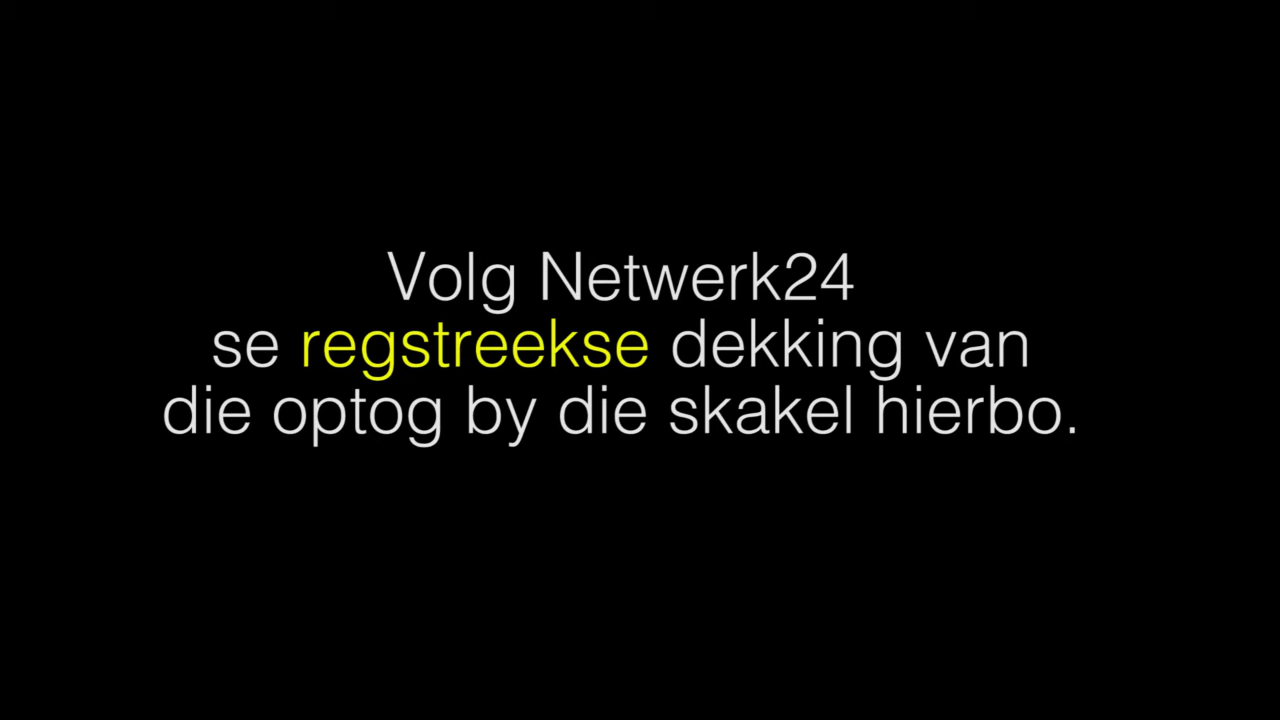 Volg Netwerk24
se regstreekse dekking van
die optog by die skakel hierbo.